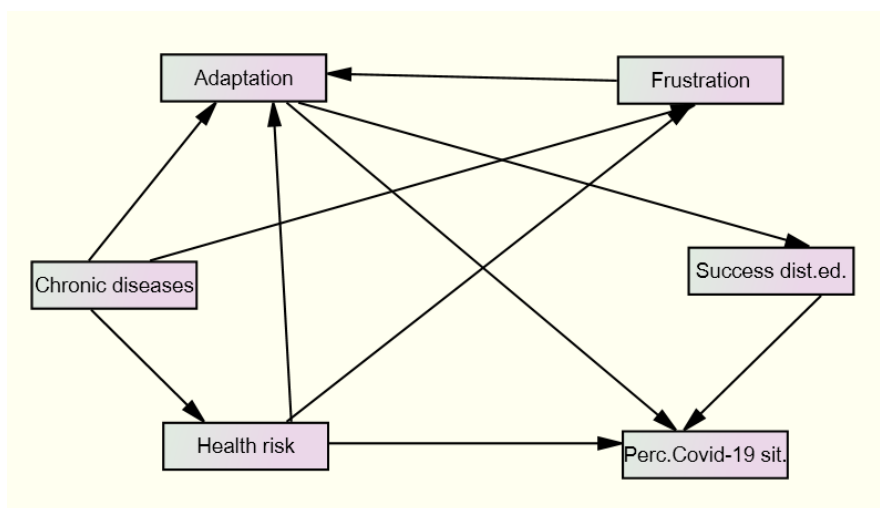 Adaptation
Frustration
Chronic diseases
Success dist.ed.
Health risk
Perc.Covid-19 sit.